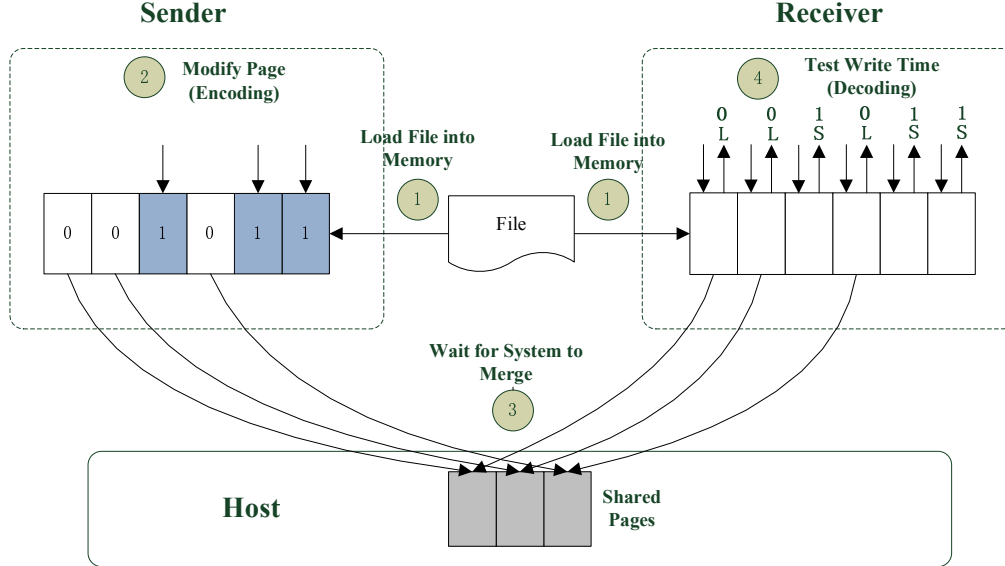 Sender
Receiver
2
Modify Page
(Encoding)
4
Test Write Time
(Decoding)
Load File into
Memory
Load File into
Memory
0 0 1 0 1 1
L L S L S S
1
1
File
0 0 1 0 1 1
Wait for System to
Merge
3
Host
Shared
Pages